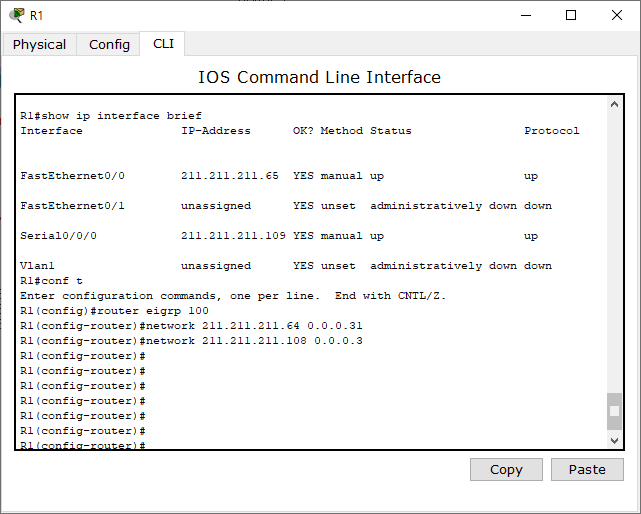 R1
Physical Config CLI
IOS Command Line Interface
R1#show ip interface brief
Interface IP-Address OK? Method Status Protocol
FastEthernet0/0 211.211.211.65 YES manual up up
FastEthernet0/1 unassigned YES unset administratively down down
Serial0/0/0 211.211.211.109 YES manual up up
Vlan1 unassigned YES unset administratively down down
R1#conf t
Enter configuration commands, one per line. End with CNTL/Z.
R1(config)#router eigrp 100
R1(config-router)#network 211.211.211.64 0.0.0.31
R1(config-router)#network 211.211.211.108 0.0.0.3
R1(config-router)#
R1(config-router)#
R1(config-router)#
R1(config-router)#
R1(config-router)#
R1(config-router)#
R1(config-router)#
Copy Paste